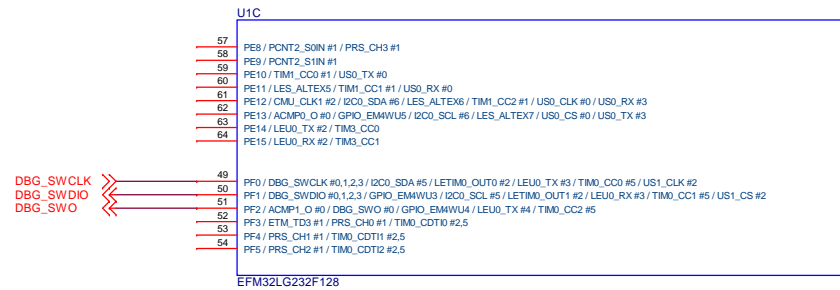 U1C
57 PE8 / PCNT2_S0IN #1 / PRS_CH3 #1
58 PE9 / PCNT2_S1IN #1
59 PE10 / TIM1_CC0 #1 / US0_TX #0
60 PE11 / LES_ALTEX5 / TIM1_CC1 #1 / US0_RX #0
61 PE12 / CMU_CLK1 #2 / I2C0_SDA #6 / LES_ALTEX6 / TIM1_CC2 #1 / US0_CLK #0 / US0_RX #3
62 PE13 / ACMP0_O #0 / GPIO_EM4WU5 / I2C0_SCL #6 / LES_ALTEX7 / US0_CS #0 / US0_TX #3
63 PE14 / LEU0_TX #2 / TIM3_CC0
64 PE15 / LEU0_RX #2 / TIM3_CC1
DBG_SWCLK 49 PF0 / DBG_SWCLK #0,1,2,3 / I2C0_SDA #5 / LETIM0_OUT0 #2 / LEU0_TX #3 / TIM0_CC0 #5 / US1_CLK #2
DBG_SWDIO 50 PF1 / DBG_SWDIO #0,1,2,3 / GPIO_EM4WU3 / I2C0_SCL #5 / LETIM0_OUT1 #2 / LEU0_RX #3 / TIM0_CC1 #5 / US1_CS #2
DBG_SWO 51 PF2 / ACMP1_O #0 / DBG_SWO #0 / GPIO_EM4WU4 / LEU0_TX #4 / TIM0_CC2 #5
52 PF3 / ETM_TD3 #1 / PRS_CH0 #1 / TIM0_CDTI0 #2,5
53 PF4 / PRS_CH1 #1 / TIM0_CDTI1 #2,5
54 PF5 / PRS_CH2 #1 / TIM0_CDTI2 #2,5
EFM32LG232F128